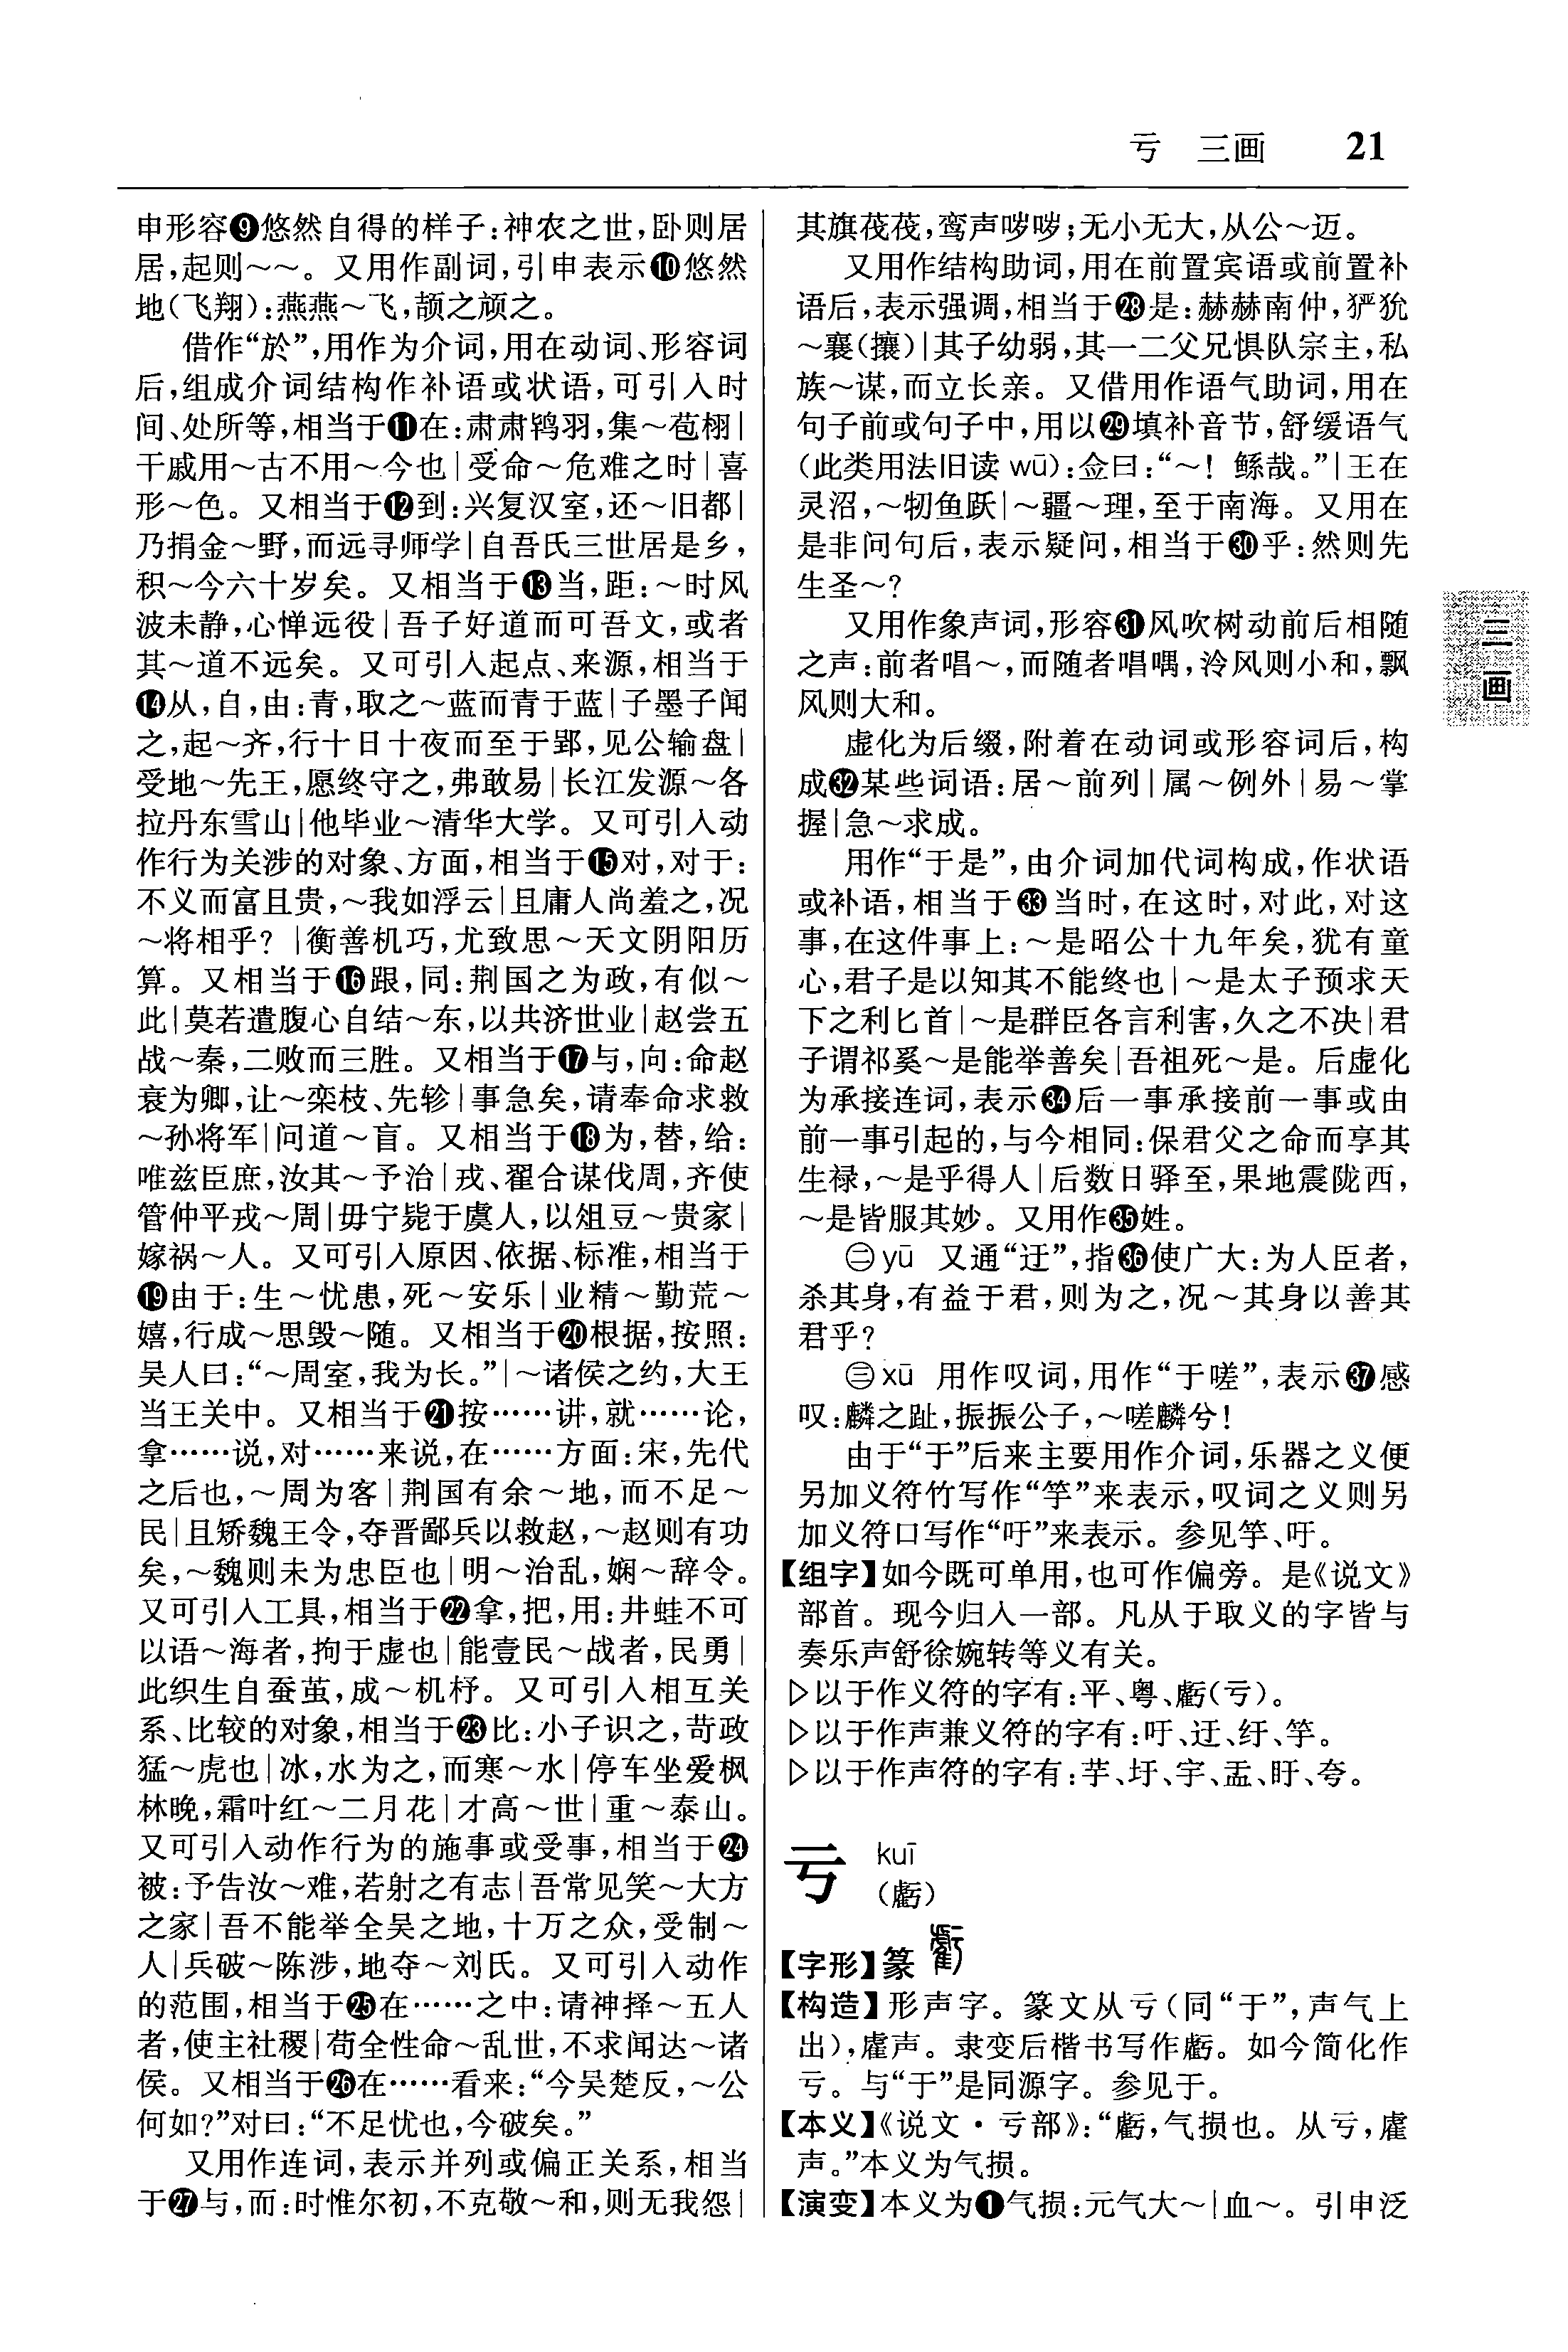 亏 三画 21
申形容❾悠然自得的样子:神农之世,卧则居
居,起则～～。又用作副词,引申表示❿悠然
地(飞翔):燕燕～飞,颉之颃之。
借作“於”,用作为介词,用在动词、形容词
后,组成介词结构作补语或状语,可引入时
间、处所等,相当于⓫在:肃肃鸨羽,集～苞栩|
干戚用～古不用～今也|受命～危难之时|喜
形～色。又相当于⓬到:兴复汉室,还～旧都|
乃捐金～野,而远寻师学|自吾氏三世居是乡,
积～今六十岁矣。又相当于⓭当,距:～时风
波未静,心惮远役|吾子好道而可吾文,或者
其～道不远矣。又可引入起点、来源,相当于
⓮从,自,由:青,取之～蓝而青于蓝|子墨子闻
之,起～齐,行十日十夜而至于郢,见公输盘|
受地～先王,愿终守之,弗敢易|长江发源～各
拉丹东雪山|他毕业～清华大学。又可引入动
作行为关涉的对象、方面,相当于⓯对,对于:
不义而富且贵,～我如浮云|且庸人尚羞之,况
～将相乎?|衡善机巧,尤致思～天文阴阳历
算。又相当于⓰跟,同:荆国之为政,有似～
此|莫若遣腹心自结～东,以共济世业|赵尝五
战～秦,二败而三胜。又相当于⓱与,向:命赵
衰为卿,让～栾枝、先轸|事急矣,请奉命求救
～孙将军|问道～盲。又相当于⓲为,替,给:
唯兹臣庶,汝其～予治|戎、翟合谋伐周,齐使
管仲平戎～周|毋宁毙于虞人,以俎豆～贵家|
嫁祸～人。又可引入原因、依据、标准,相当于
⓳由于:生～忧患,死～安乐|业精～勤荒～
嬉,行成～思毁～随。又相当于⓴根据,按照:
吴人曰:“～周室,我为长。”|～诸侯之约,大王
当王关中。又相当于㉑按……讲,就……论,
拿……说,对……来说,在……方面:宋,先代
之后也,～周为客|荆国有余～地,而不足～
民|且矫魏王令,夺晋鄙兵以救赵,～赵则有功
矣,～魏则未为忠臣也|明～治乱,娴～辞令。
又可引入工具,相当于㉒拿,把,用:井蛙不可
以语～海者,拘于虚也|能壹民～战者,民勇|
此织生自蚕茧,成～机杼。又可引入相互关
系、比较的对象,相当于㉓比:小子识之,苛政
猛～虎也|冰,水为之,而寒～水|停车坐爱枫
林晚,霜叶红～二月花|才高～世|重～泰山。
又可引入动作行为的施事或受事,相当于㉔
被:予告汝～难,若射之有志|吾常见笑～大方
之家|吾不能举全吴之地,十万之众,受制～
人|兵破～陈涉,地夺～刘氏。又可引入动作
的范围,相当于㉕在……之中:请神择～五人
者,使主社稷|苟全性命～乱世,不求闻达～诸
侯。又相当于㉖在……看来:“今吴楚反,～公
何如?”对曰:“不足忧也,今破矣。”
又用作连词,表示并列或偏正关系,相当
于㉗与,而:时惟尔初,不克敬～和,则无我怨|
其旗茷茷,鸾声哕哕;无小无大,从公～迈。
又用作结构助词,用在前置宾语或前置补
语后,表示强调,相当于㉘是:赫赫南仲,狁狁
～襄(攘)|其子幼弱,其一二父兄惧队宗主,私
族～谋,而立长亲。又借用作语气助词,用在
句子前或句子中,用以㉙填补音节,舒缓语气
(此类用法旧读 wū):佥曰:“～! 鲧哉。”|王在
灵沼,～牣鱼跃|～疆～理,至于南海。又用在
是非问句后,表示疑问,相当于㉚乎:然则先
生圣～?
又用作象声词,形容㉛风吹树动前后相随
之声:前者唱～,而随者唱喁,泠风则小和,飘
风则大和。
虚化为后缀,附着在动词或形容词后,构
成㉜某些词语:居～前列|属～例外|易～掌
握|急～求成。
用作“于是”,由介词加代词构成,作状语
或补语,相当于㉝当时,在这时,对此,对这
事,在这件事上:～是昭公十九年矣,犹有童
心,君子是以知其不能终也|～是太子预求天
下之利匕首|～是群臣各言利害,久之不决|君
子谓祁奚～是能举善矣|吾祖死～是。后虚化
为承接连词,表示㉞后一事承接前一事或由
前一事引起的,与今相同:保君父之命而享其
生禄,～是乎得人|后数日驿至,果地震陇西,
～是皆服其妙。又用作㉟姓。
㊁yū 又通“迂”,指㊱使广大:为人臣者,
杀其身,有益于君,则为之,况～其身以善其
君乎?
㊂xū 用作叹词,用作“于嗟”,表示㊲感
叹:麟之趾,振振公子,～嗟麟兮!
由于“于”后来主要用作介词,乐器之义便
另加义符竹写作“竽”来表示,叹词之义则另
加义符口写作“吁”来表示。参见竽、吁。
【组字】如今既可单用,也可作偏旁。是《说文》
部首。现今归入一部。凡从于取义的字皆与
奏乐声舒徐婉转等义有关。
▷以于作义符的字有:平、粤、虧(亏)。
▷以于作声兼义符的字有:吁、迂、纡、竽。
▷以于作声符的字有:芋、圩、宇、盂、盱、夸。
亏 kuī
(虧)
【字形】篆
【构造】形声字。篆文从亏(同“于”,声气上
出),雐声。隶变后楷书写作虧。如今简化作
亏。与“于”是同源字。参见于。
【本义】《说文·亏部》:“虧,气损也。从亏,雐
声。”本义为气损。
【演变】本义为❶气损:元气大～|血～。引申泛
三画